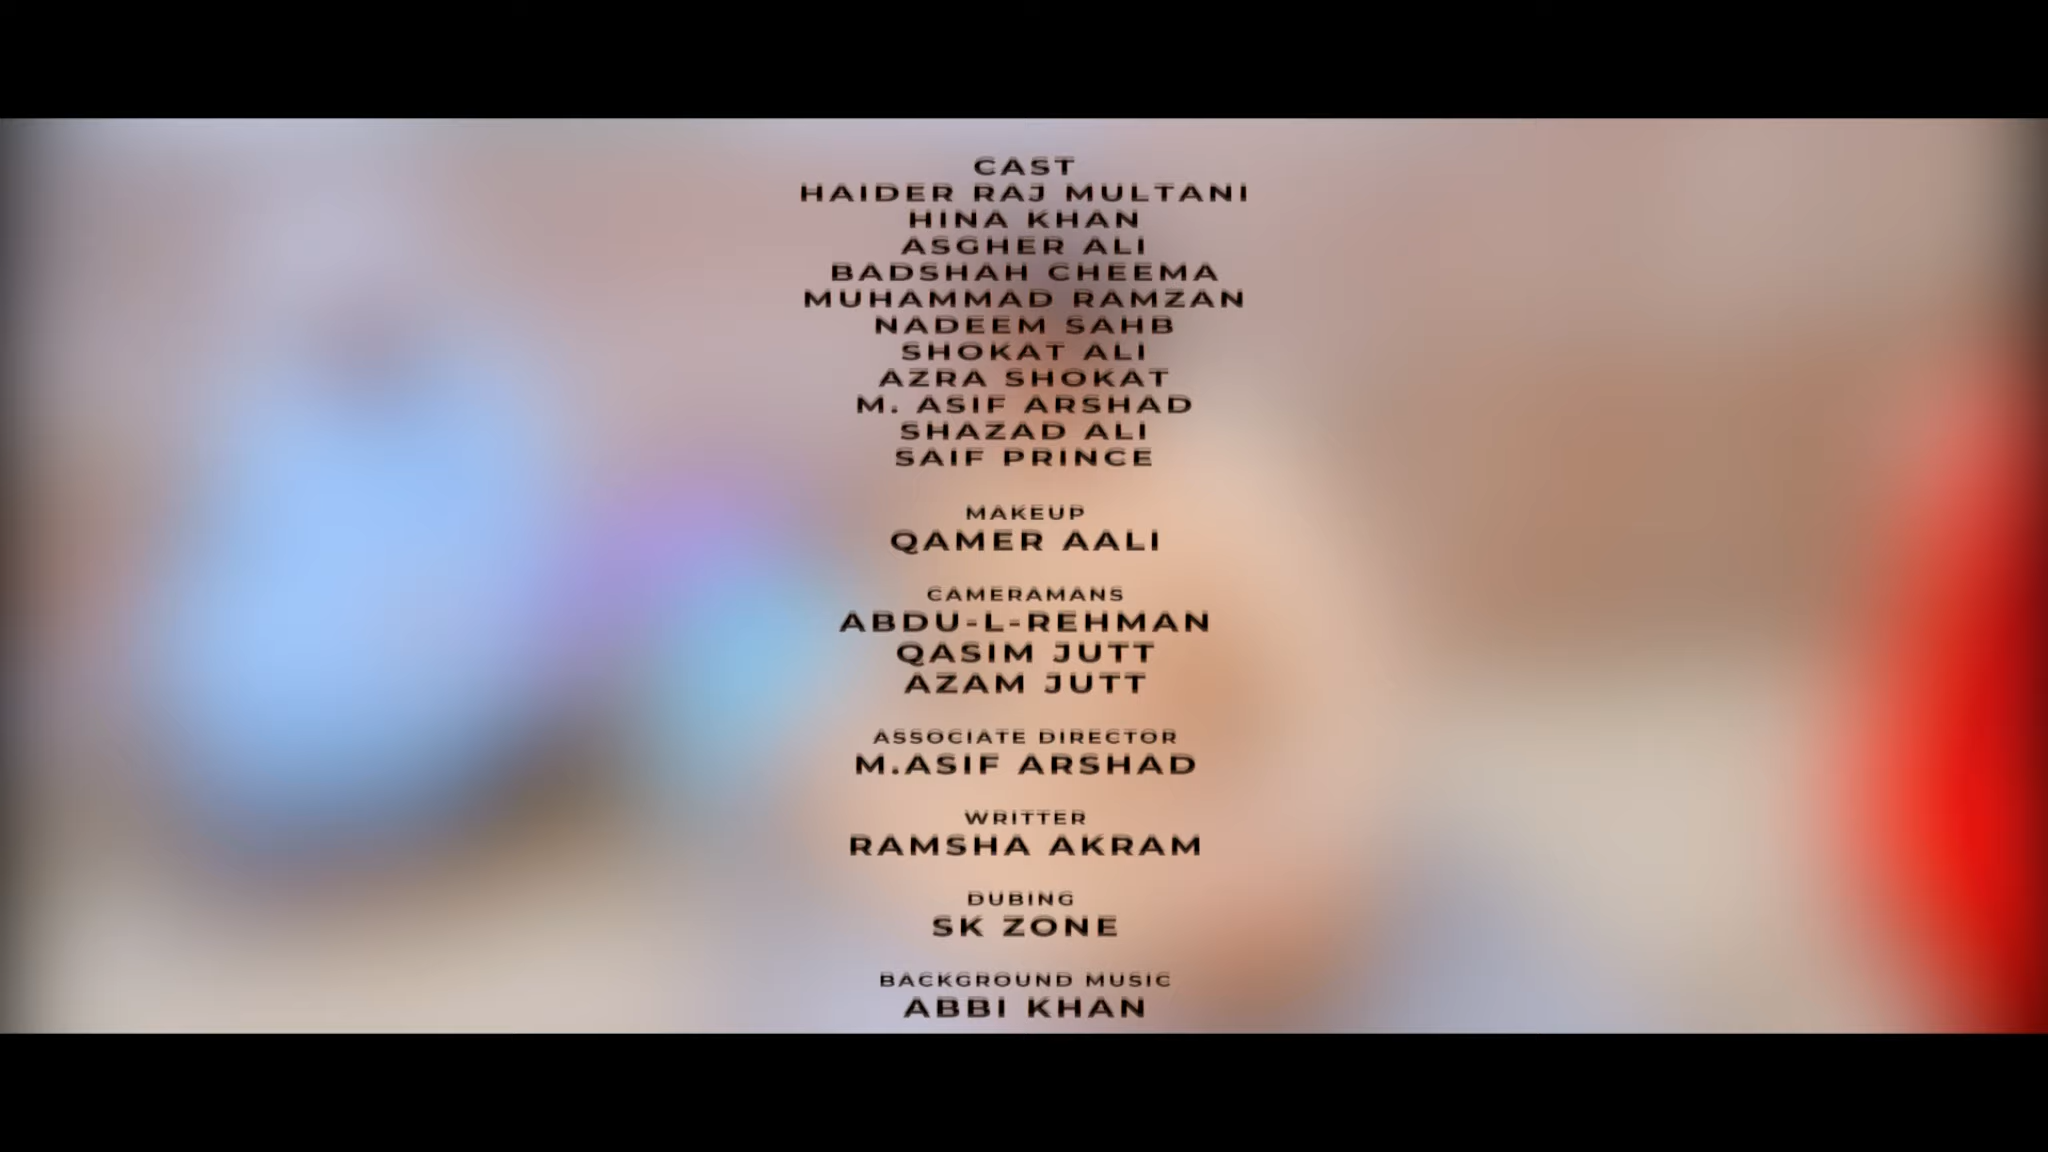 CAST
HAIDER RAJ MULTANI
HINA KHAN
ASGHER ALI
BADSHAH CHEEMA
MUHAMMAD RAMZAN
NADEEM SAHB
SHOKAT ALI
AZRA SHOKAT
M. ASIF ARSHAD
SHAZAD ALI
SAIF PRINCE
MAKEUP
QAMER AALI
CAMERAMANS
ABDU-L-REHMAN
QASIM JUTT
AZAM JUTT
ASSOCIATE DIRECTOR
M.ASIF ARSHAD
WRITTER
RAMSHA AKRAM
DUBING
SK ZONE
BACKGROUND MUSIC
ABBI KHAN